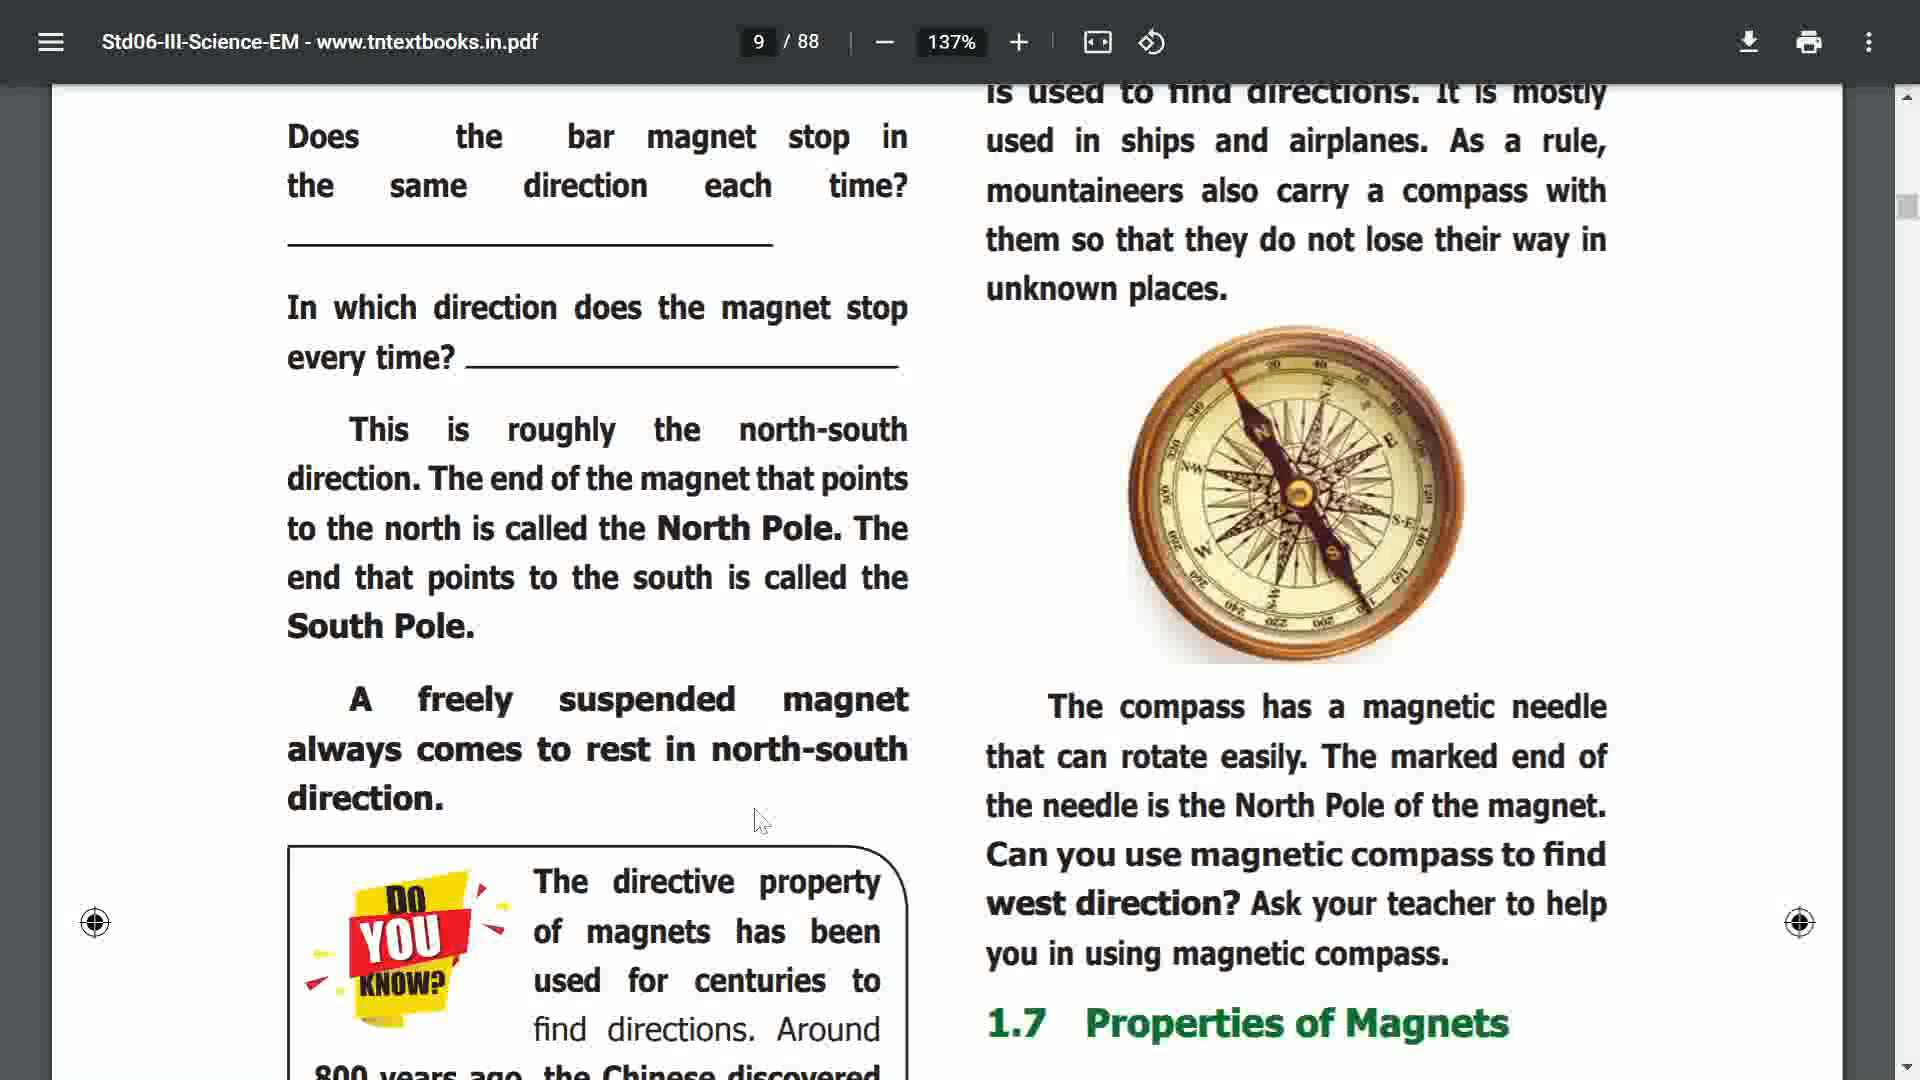 Std06-III-Science-EM - www.tntextbooks.in.pdf
9 / 88
137%
Does the bar magnet stop in
the same direction each time?
In which direction does the magnet stop
every time?
This is roughly the north-south
direction. The end of the magnet that points
to the north is called the North Pole. The
end that points to the south is called the
South Pole.
A freely suspended magnet
always comes to rest in north-south
direction.
DO
YOU
KNOW?
The directive property
of magnets has been
used for centuries to
find directions. Around
800 years ago, the Chinese discovered
is used to find directions. It is mostly
used in ships and airplanes. As a rule,
mountaineers also carry a compass with
them so that they do not lose their way in
unknown places.
N
S
N-E
E
S-E
S-W
W
N-W
20
40
The compass has a magnetic needle
that can rotate easily. The marked end of
the needle is the North Pole of the magnet.
Can you use magnetic compass to find
west direction? Ask your teacher to help
you in using magnetic compass.
1.7 Properties of Magnets